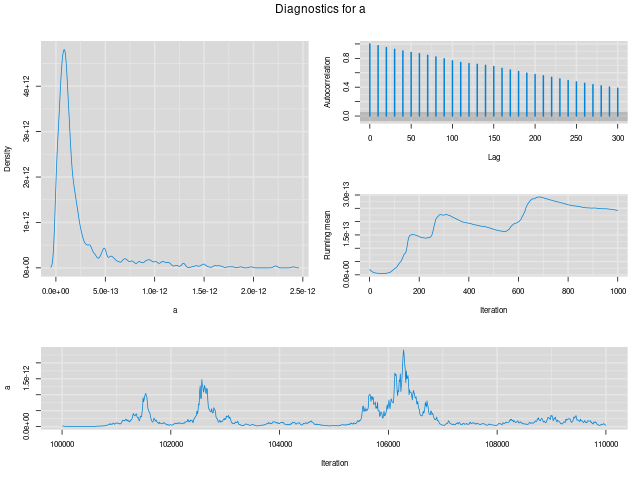 Diagnostics for a
Density
0e+00 1e+12 2e+12 3e+12 4e+12
0.0e+00 5.0e-13 1.0e-12 1.5e-12 2.5e-12
a
Autocorrelation
0.0 0.4 0.8
0 50 100 150 200 250 300
Lag
Running mean
0.0e+00 1.5e-13 3.0e-13
0 200 400 600 800 1000
Iteration
a
0.0e+00 1.5e-12
100000 102000 104000 106000 108000 110000
Iteration